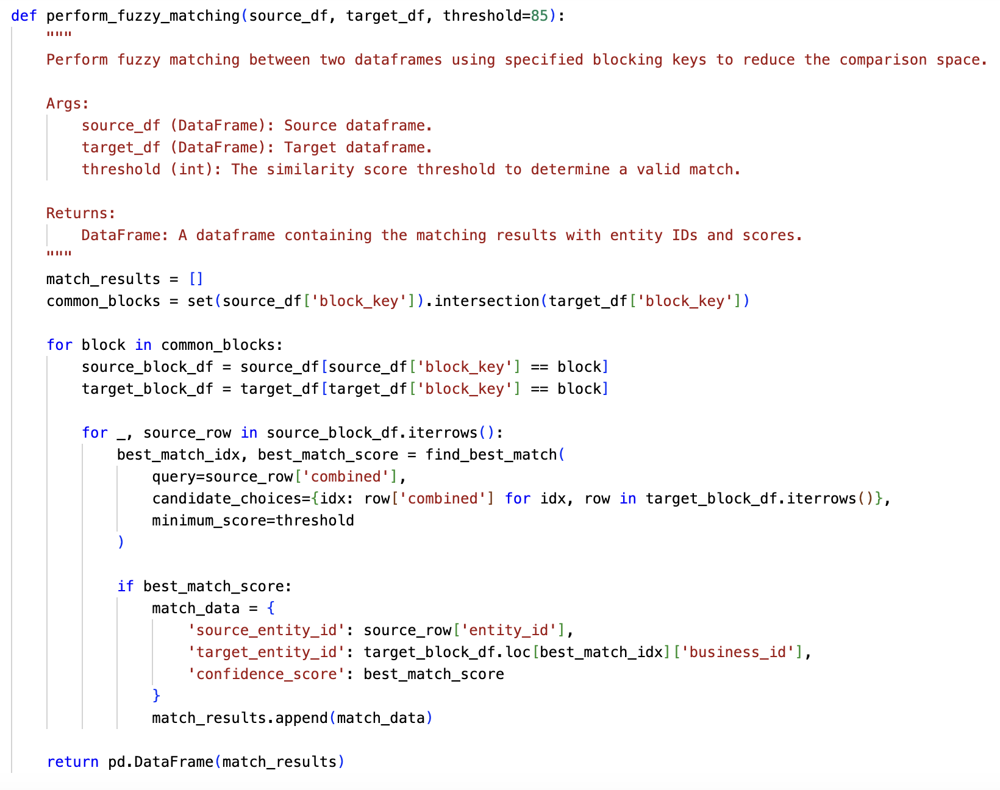 def perform_fuzzy_matching(source_df, target_df, threshold=85):
    """
    Perform fuzzy matching between two dataframes using specified blocking keys to reduce the comparison space.

    Args:
        source_df (DataFrame): Source dataframe.
        target_df (DataFrame): Target dataframe.
        threshold (int): The similarity score threshold to determine a valid match.

    Returns:
        DataFrame: A dataframe containing the matching results with entity IDs and scores.
    """
    match_results = []
    common_blocks = set(source_df['block_key']).intersection(target_df['block_key'])

    for block in common_blocks:
        source_block_df = source_df[source_df['block_key'] == block]
        target_block_df = target_df[target_df['block_key'] == block]

        for _, source_row in source_block_df.iterrows():
            best_match_idx, best_match_score = find_best_match(
                query=source_row['combined'],
                candidate_choices={idx: row['combined'] for idx, row in target_block_df.iterrows()},
                minimum_score=threshold
            )

            if best_match_score:
                match_data = {
                    'source_entity_id': source_row['entity_id'],
                    'target_entity_id': target_block_df.loc[best_match_idx]['business_id'],
                    'confidence_score': best_match_score
                }
                match_results.append(match_data)

    return pd.DataFrame(match_results)